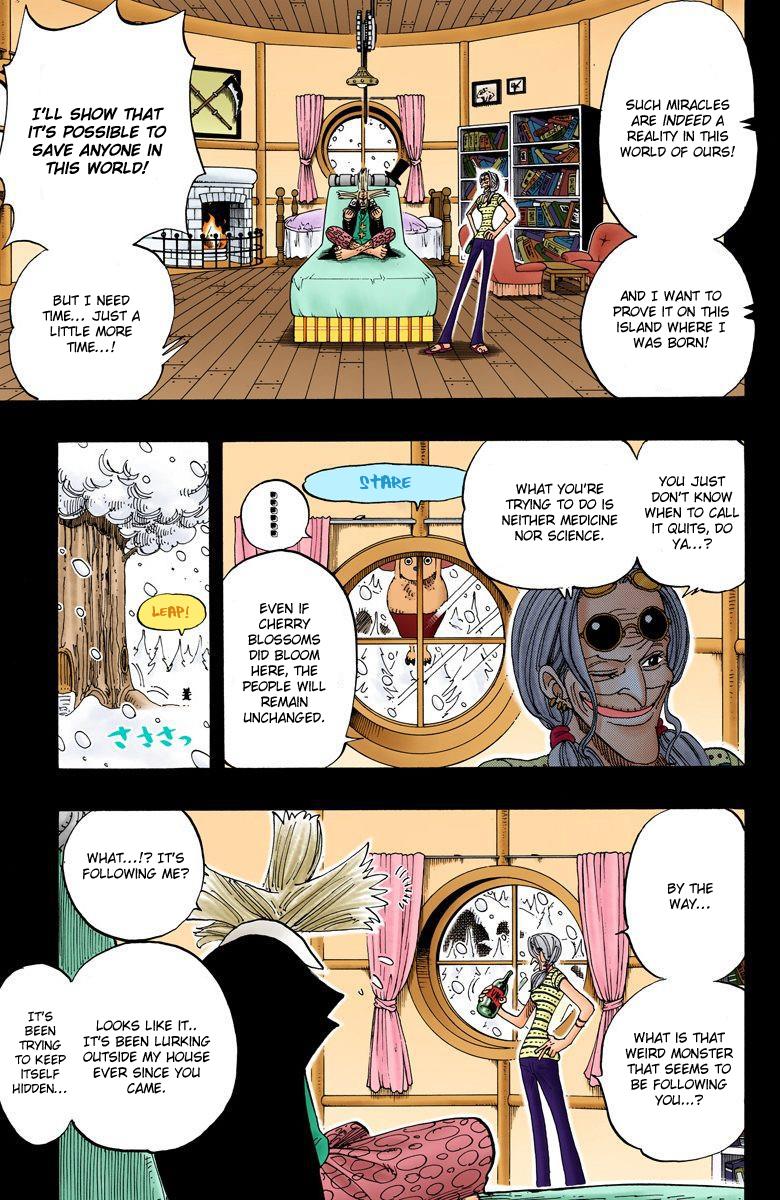 SUCH MIRACLES
ARE INDEED A
REALITY IN THIS
WORLD OF OURS!
AND I WANT TO
PROVE IT ON THIS
ISLAND WHERE I
WAS BORN!
I'LL SHOW THAT
IT'S POSSIBLE TO
SAVE ANYONE IN
THIS WORLD!
BUT I NEED
TIME... JUST A
LITTLE MORE
TIME...!
YOU JUST
DON'T KNOW
WHEN TO CALL
IT QUITS, DO
YA...?
WHAT YOU'RE
TRYING TO DO IS
NEITHER MEDICINE
NOR SCIENCE.
STARE
EVEN IF
CHERRY
BLOSSOMS
DID BLOOM
HERE, THE
PEOPLE WILL
REMAIN
UNCHANGED.
LEAP!
ささささっ
BY THE
WAY...
WHAT IS THAT
WEIRD MONSTER
THAT SEEMS TO
BE FOLLOWING
YOU...?
WHAT...!? IT'S
FOLLOWING ME?
LOOKS LIKE IT..
IT'S BEEN LURKING
OUTSIDE MY HOUSE
EVER SINCE YOU
CAME.
IT'S
BEEN
TRYING
TO KEEP
ITSELF
HIDDEN...